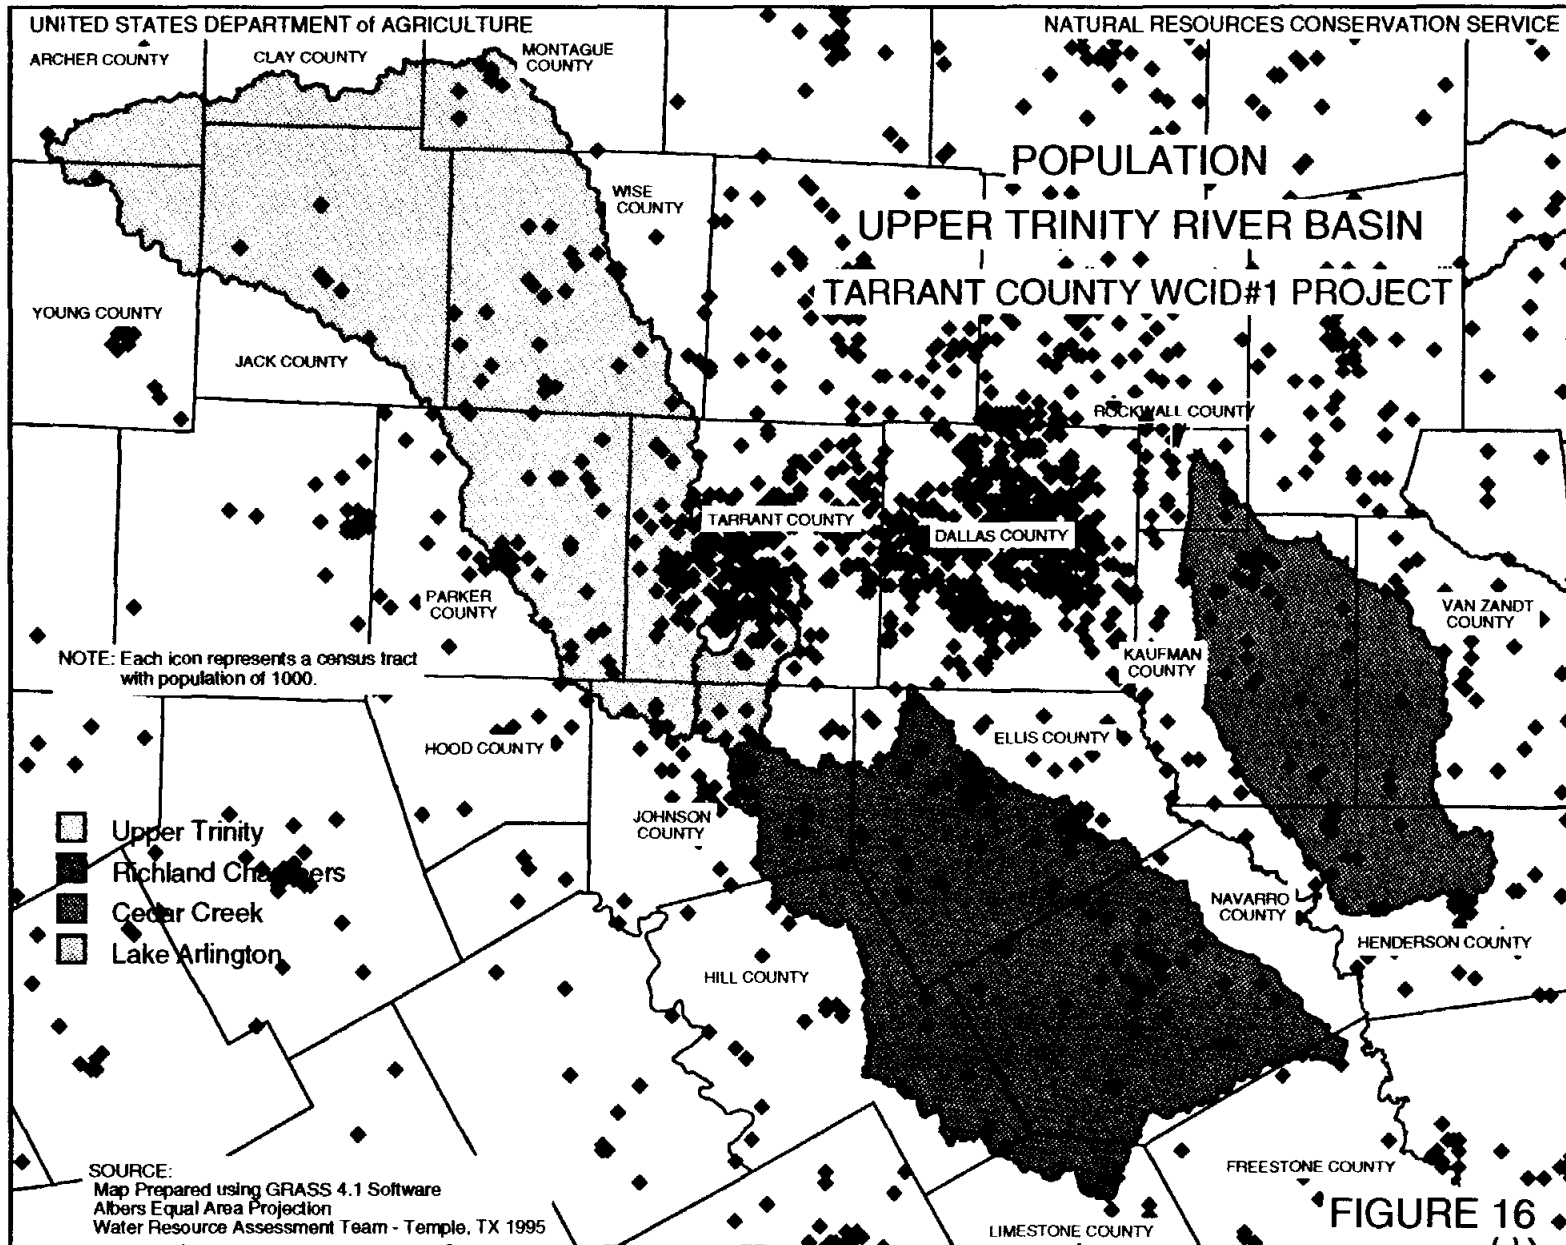 UNITED STATES DEPARTMENT of AGRICULTURE
NATURAL RESOURCES CONSERVATION SERVICE
ARCHER COUNTY
CLAY COUNTY
MONTAGUE
COUNTY
POPULATION
UPPER TRINITY RIVER BASIN
TARRANT COUNTY WCID#1 PROJECT
WISE
COUNTY
YOUNG COUNTY
JACK COUNTY
ROCKWALL COUNTY
TARRANT COUNTY
DALLAS COUNTY
PARKER
COUNTY
VAN ZANDT
COUNTY
KAUFMAN
COUNTY
NOTE: Each icon represents a census tract
with population of 1000.
HOOD COUNTY
ELLIS COUNTY
JOHNSON
COUNTY
Upper Trinity
Richland Chambers
Cedar Creek
Lake Arlington
NAVARRO
COUNTY
HENDERSON COUNTY
HILL COUNTY
FREESTONE COUNTY
LIMESTONE COUNTY
SOURCE:
Map Prepared using GRASS 4.1 Software
Albers Equal Area Projection
Water Resource Assessment Team - Temple, TX 1995
FIGURE 16